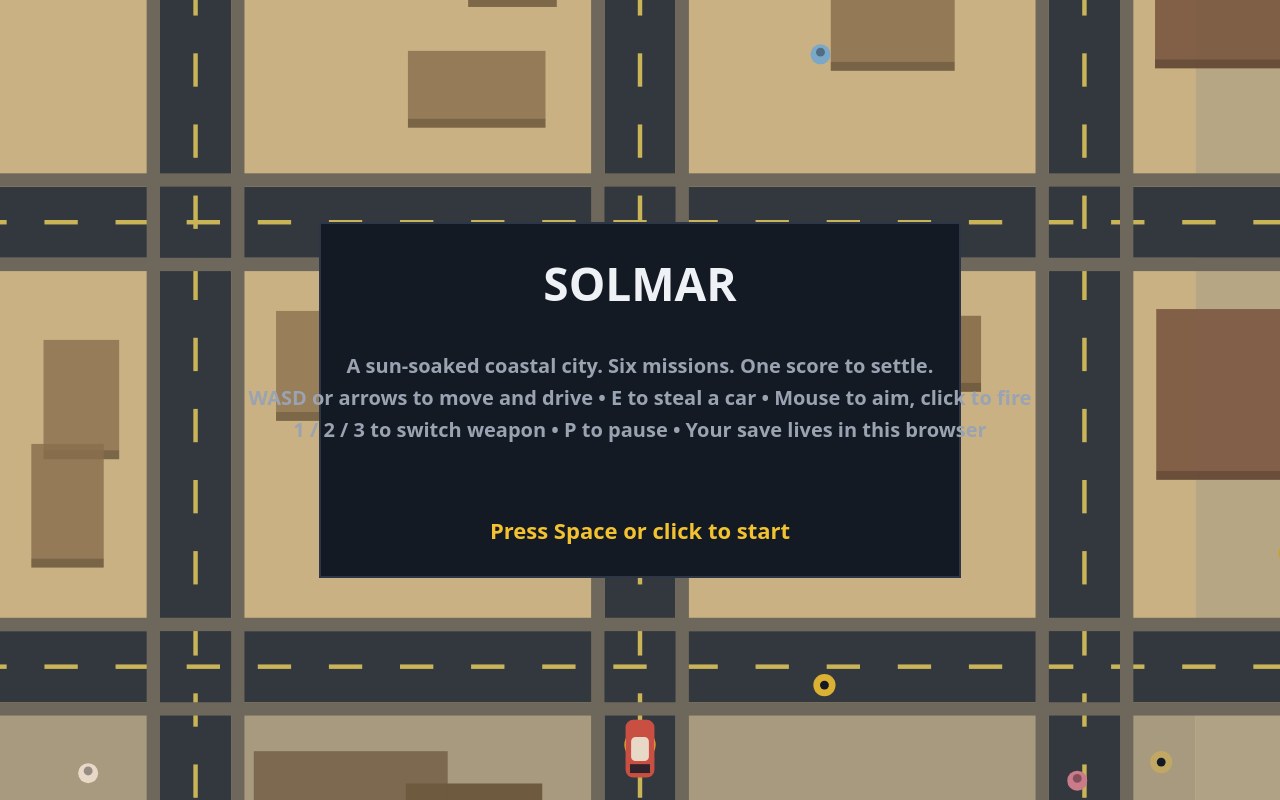 SOLMAR
A sun-soaked coastal city. Six missions. One score to settle.
WASD or arrows to move and drive • E to steal a car • Mouse to aim, click to fire
1 / 2 / 3 to switch weapon • P to pause • Your save lives in this browser
Press Space or click to start